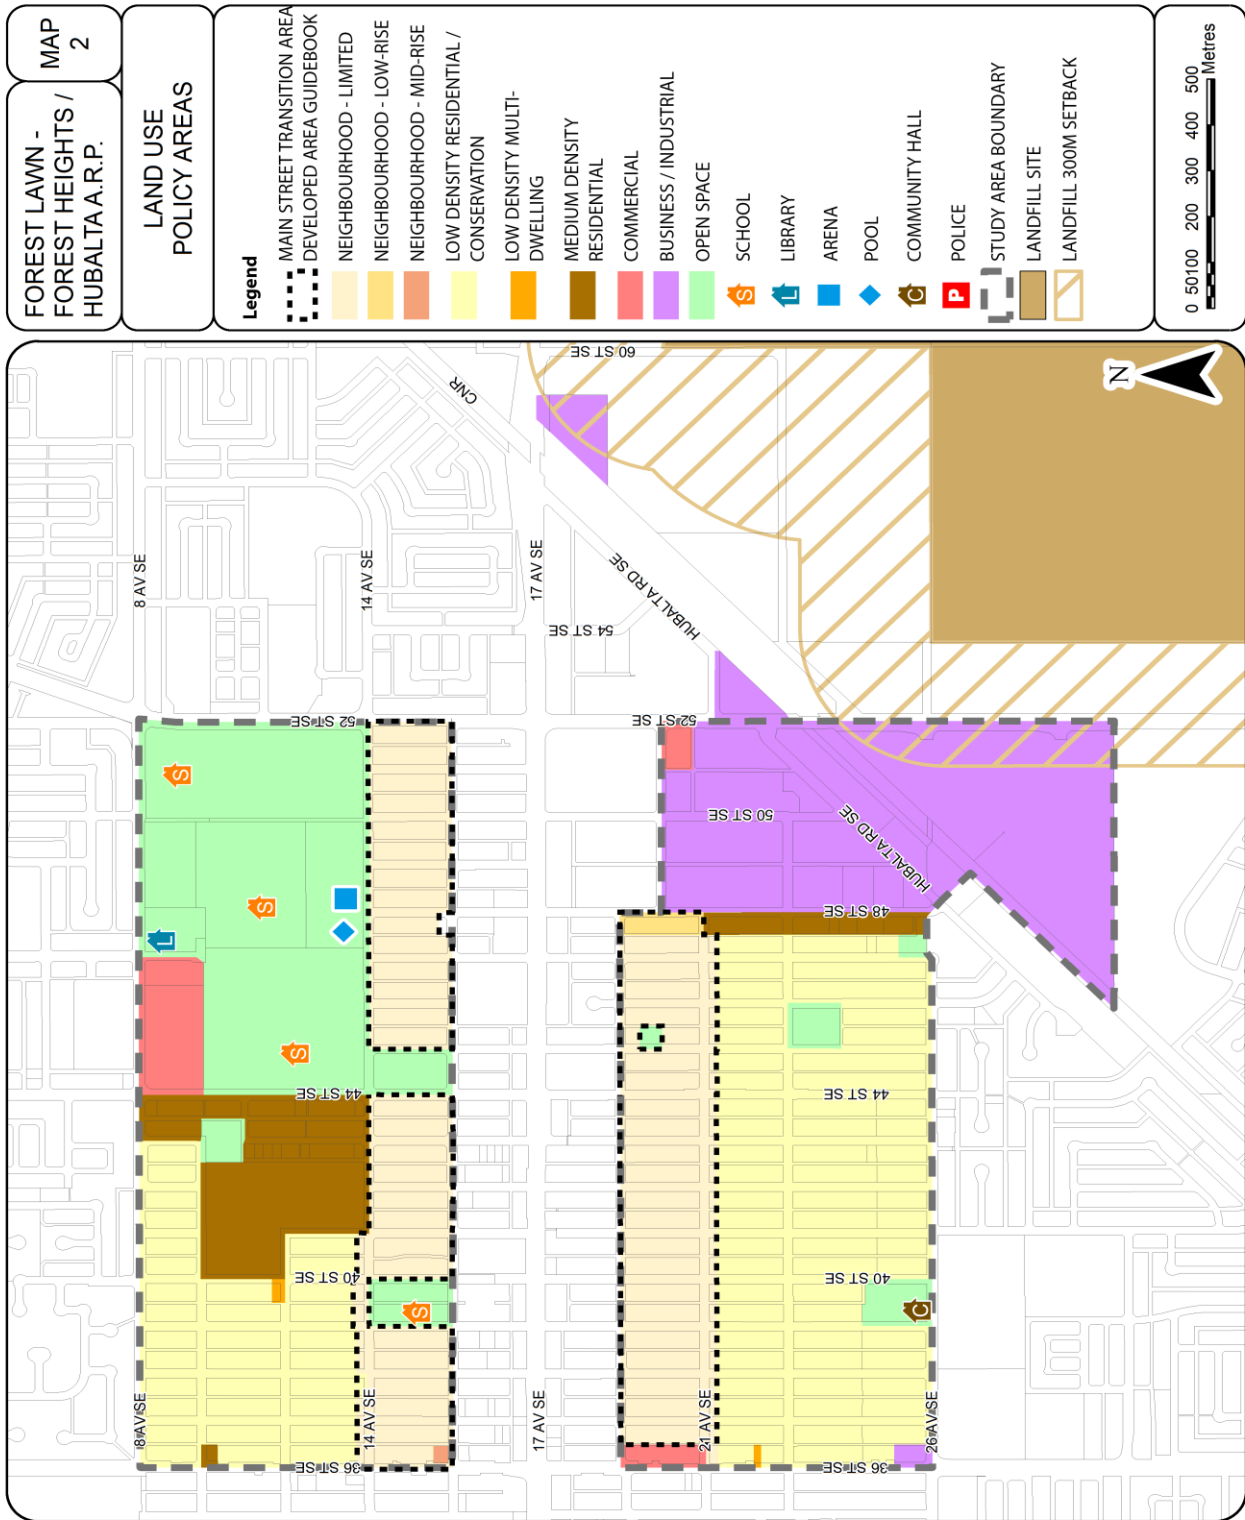 FOREST LAWN -
FOREST HEIGHTS /
HUBALTA A.R.P.
MAP
2
LAND USE
POLICY AREAS
Legend
MAIN STREET TRANSITION AREA
DEVELOPED AREA GUIDEBOOK
NEIGHBOURHOOD - LIMITED
NEIGHBOURHOOD - LOW-RISE
NEIGHBOURHOOD - MID-RISE
LOW DENSITY RESIDENTIAL /
CONSERVATION
LOW DENSITY MULTI-
DWELLING
MEDIUM DENSITY
RESIDENTIAL
COMMERCIAL
BUSINESS / INDUSTRIAL
OPEN SPACE
S
SCHOOL
L
LIBRARY
ARENA
POOL
C
COMMUNITY HALL
P
POLICE
STUDY AREA BOUNDARY
LANDFILL SITE
LANDFILL 300M SETBACK
0 50100 200 300 400 500
Metres
60 ST SE
CNR
N
8 AV SE
14 AV SE
17 AV SE
54 ST SE
HUBALTA RD SE
52 ST SE
52 ST SE
S
50 ST SE
HUBALTA RD SE
S
L
48 ST SE
S
44 ST SE
44 ST SE
40 ST SE
40 ST SE
S
C
8 AV SE
14 AV SE
17 AV SE
21 AV SE
26 AV SE
36 ST SE
36 ST SE